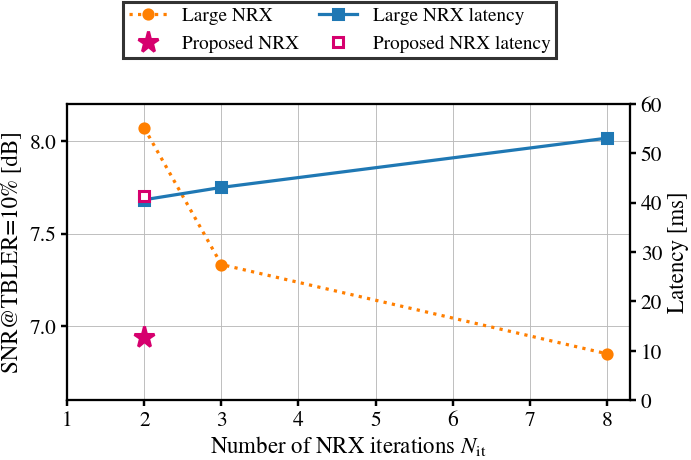 Large NRX
Large NRX latency
Proposed NRX
Proposed NRX latency
SNR@TBLER=10% [dB]
8.0
7.5
7.0
60
50
40
30
20
10
0
Latency [ms]
1 2 3 4 5 6 7 8
Number of NRX iterations N_it